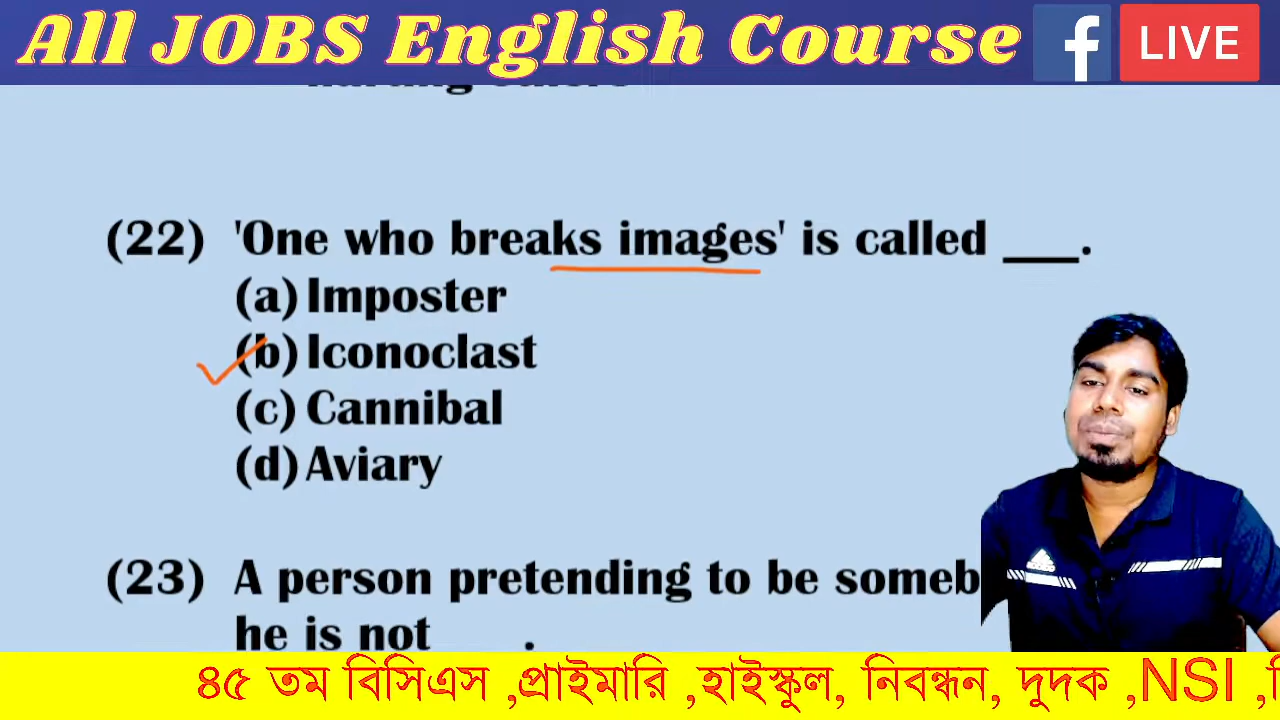 All JOBS English Course f LIVE
(22) 'One who breaks images' is called ___.
(a) Imposter
(b) Iconoclast
(c) Cannibal
(d) Aviary
(23) A person pretending to be
he is not ___.
৪৫ তম বিসিএস ,প্রাইমারি ,হাইস্কুল, নিবন্ধন, দুদক ,NSI ,